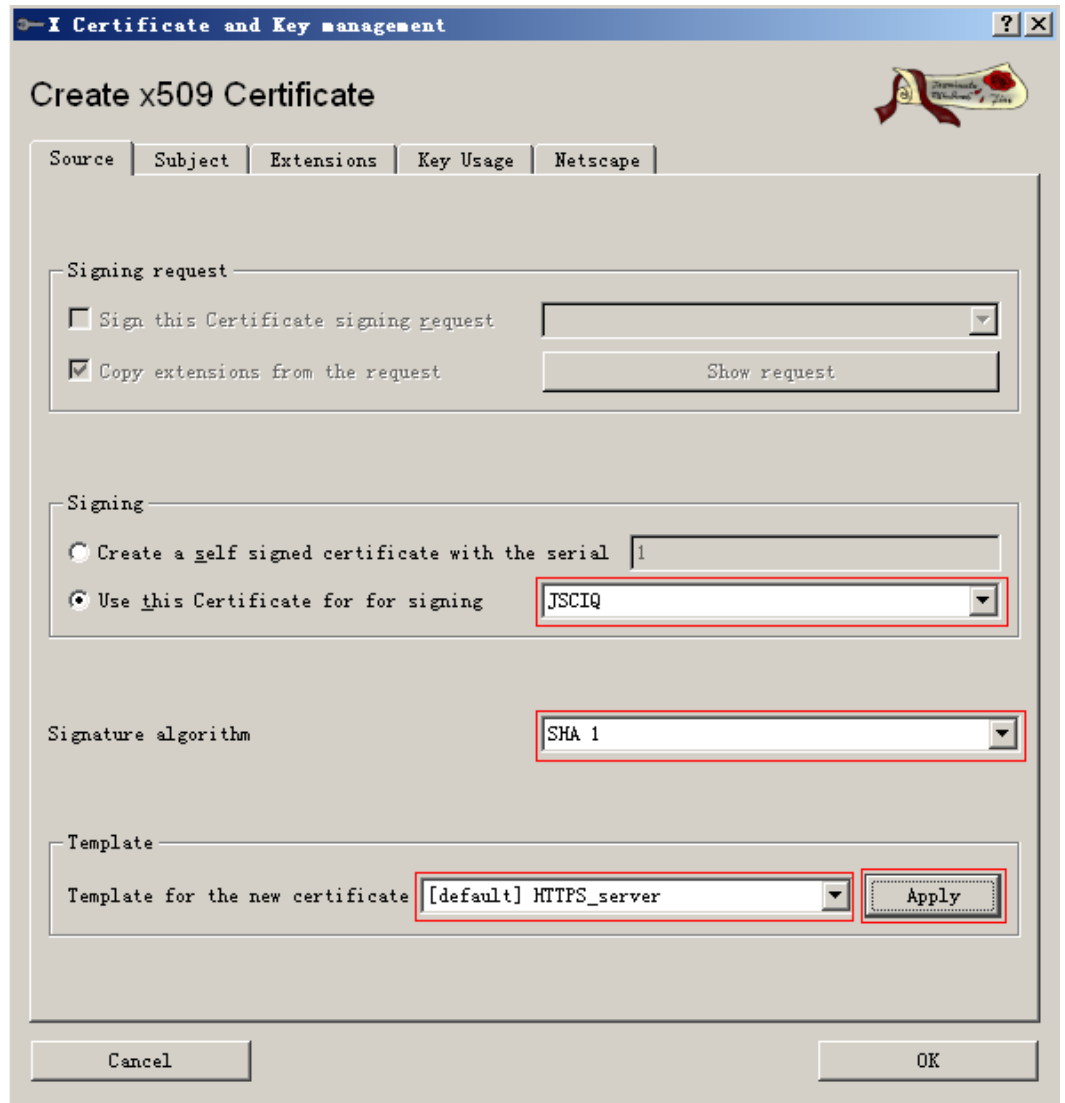 X Certificate and Key management
Create x509 Certificate
Source Subject Extensions Key Usage Netscape
Signing request
Sign this Certificate signing request
Copy extensions from the request Show request
Signing
Create a self signed certificate with the serial 1
Use this Certificate for for signing JSCIQ
Signature algorithm SHA 1
Template
Template for the new certificate [default] HTTPS_server Apply
Cancel OK